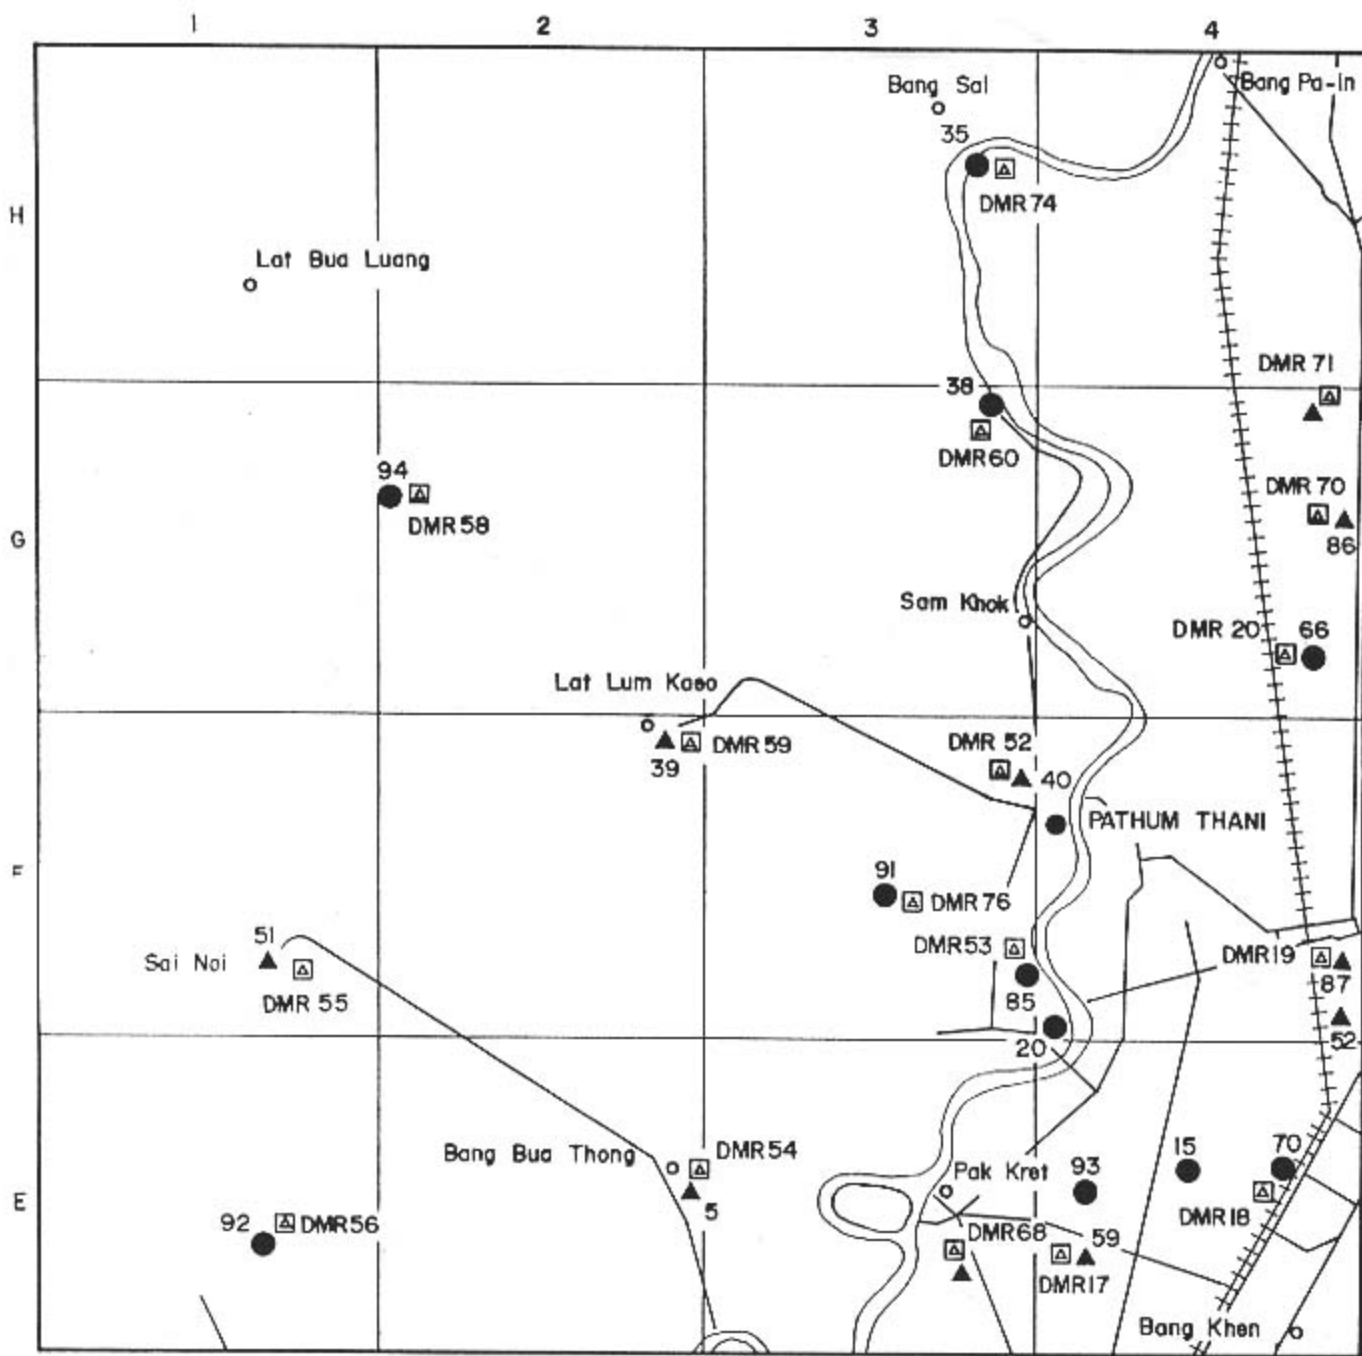 1 2 3 4
Bang Sai
Bang Pa-in
35
DMR 74
H
Lat Bua Luang
DMR 71
38
DMR 60
94
DMR 58
DMR 70
86
G
Sam Khok
DMR 20 66
Lat Lum Kaeo
DMR 59
39
DMR 52
40
PATHUM THANI
F
91
DMR 76
51
Sai Noi
DMR 55
DMR 53
85
DMR 19
87
52
20
Bang Bua Thong
DMR 54
5
Pak Kret
93
15
70
E
92
DMR 56
DMR 68
DMR 18
59
DMR 17
Bang Khen